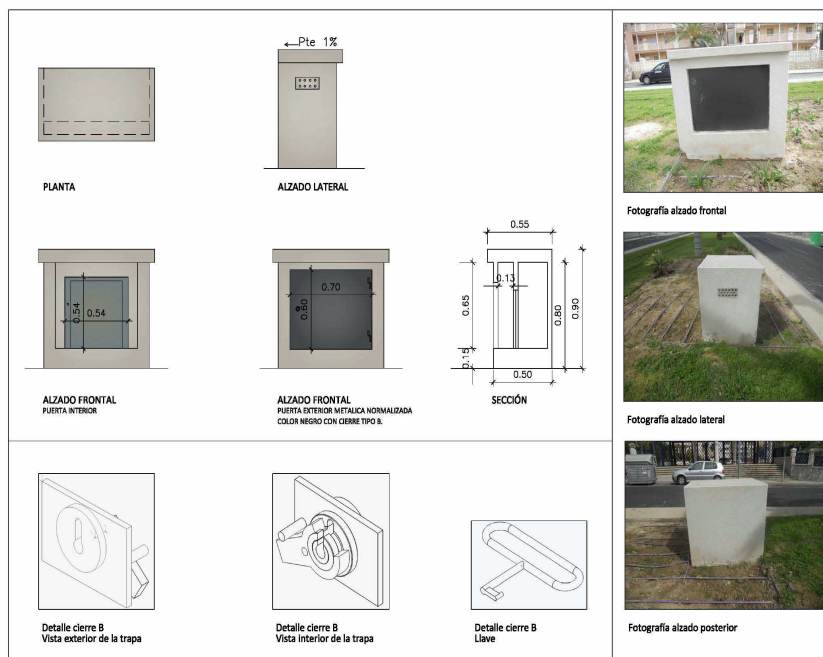 Pte 1%
PLANTA
ALZADO LATERAL
Fotografía alzado frontal
0.54
0.54
0.70
0.60
0.55
0.13
0.65
0.15
0.80
0.90
0.50
ALZADO FRONTAL
PUERTA INTERIOR
ALZADO FRONTAL
PUERTA EXTERIOR METALICA NORMALIZADA
COLOR NEGRO CON CIERRE TIPO B.
SECCIÓN
Fotografía alzado lateral
Detalle cierre B
Vista exterior de la trapa
Detalle cierre B
Vista interior de la trapa
Detalle cierre B
Llave
Fotografía alzado posterior